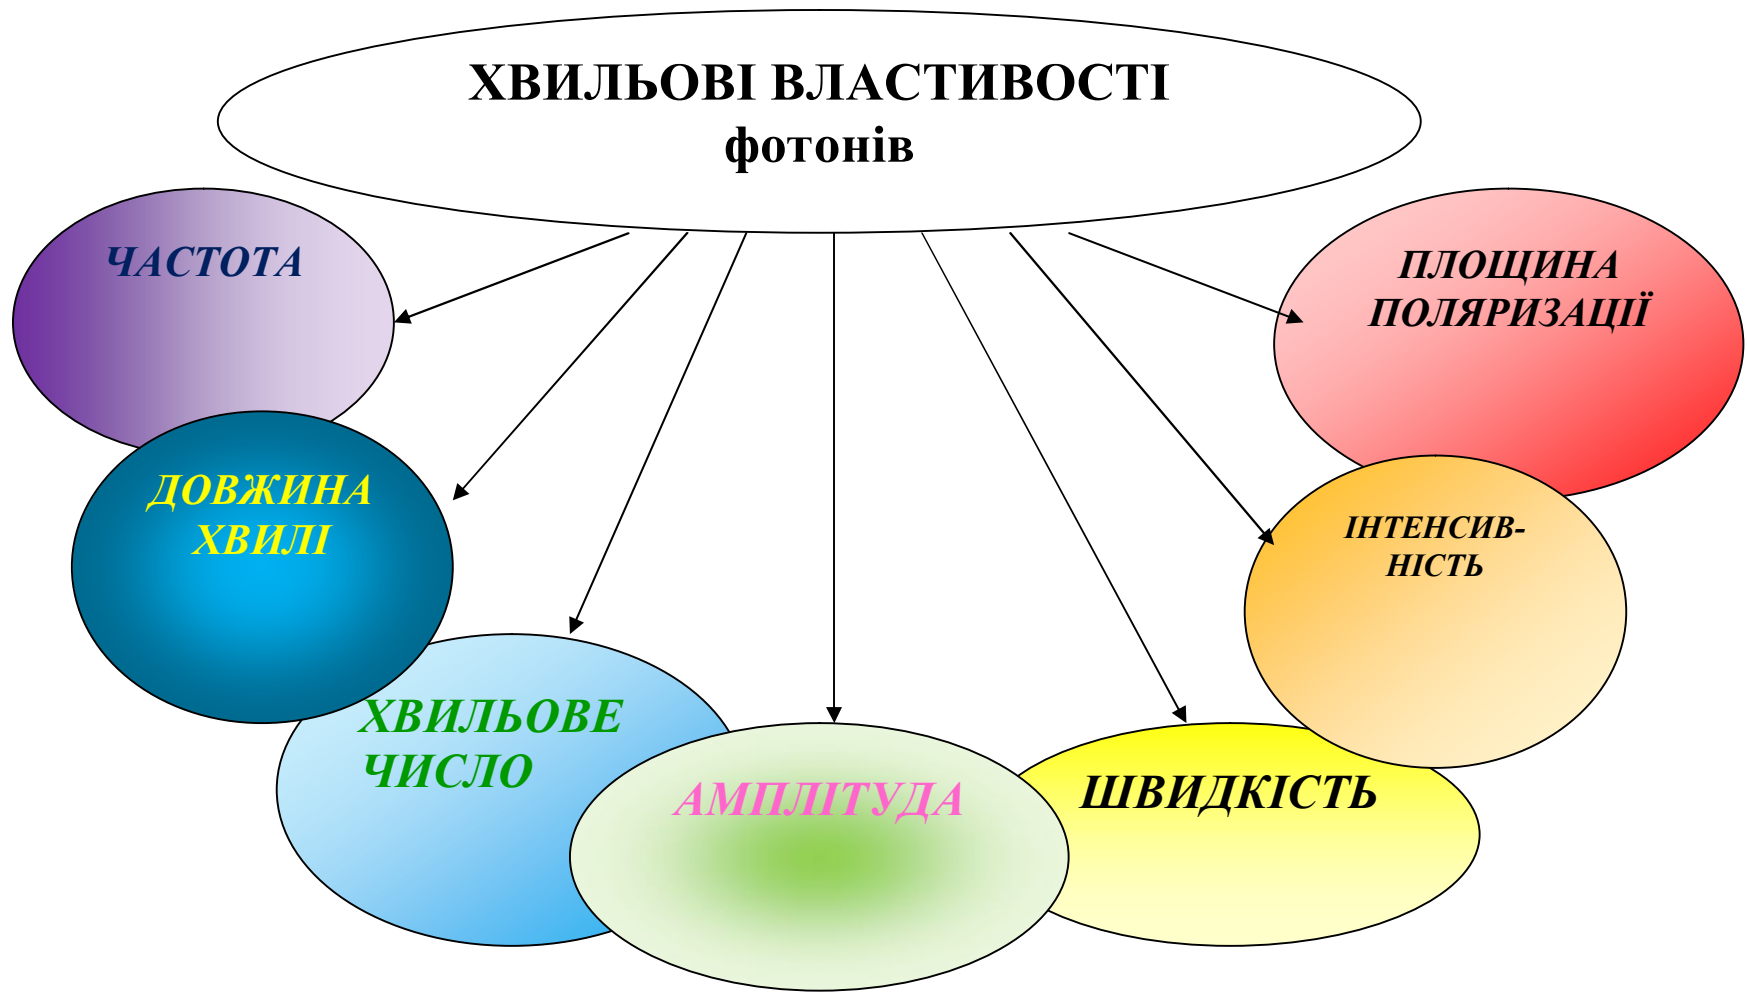 ХВИЛЬОВІ ВЛАСТИВОСТІ
фотонів
ЧАСТОТА
ДОВЖИНА
ХВИЛІ
ХВИЛЬОВЕ
ЧИСЛО
АМПЛІТУДА
ШВИДКІСТЬ
ІНТЕНСИВ-
НІСТЬ
ПЛОЩИНА
ПОЛЯРИЗАЦІЇ